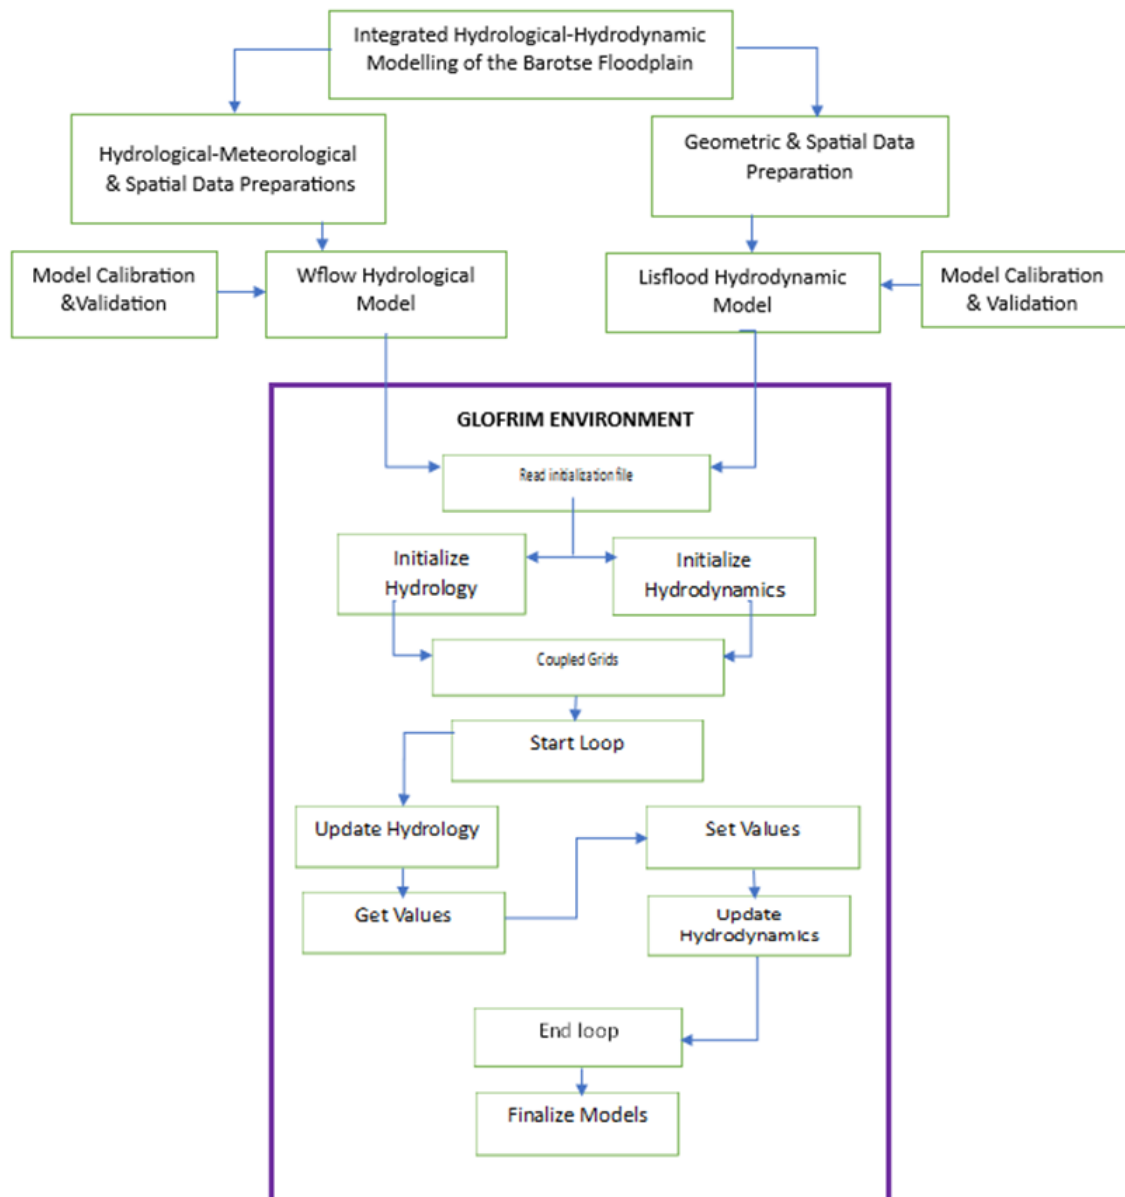 Integrated Hydrological-Hydrodynamic
Modelling of the Barotse Floodplain
Hydrological-Meteorological
& Spatial Data Preparations
Geometric & Spatial Data
Preparation
Model Calibration
&Validation
Wflow Hydrological
Model
Lisflood Hydrodynamic
Model
Model Calibration
& Validation
GLOFRIM ENVIRONMENT
Read initialization file
Initialize
Hydrology
Initialize
Hydrodynamics
Coupled Grids
Start Loop
Update Hydrology
Set Values
Get Values
Update
Hydrodynamics
End loop
Finalize Models